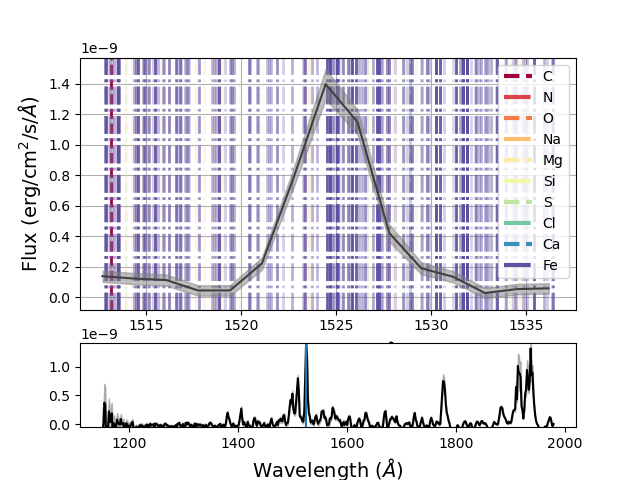 1e−9
Flux (erg/cm²/s/Å)
1.4
1.2
1.0
0.8
0.6
0.4
0.2
0.0
1515 1520 1525 1530 1535
C
N
O
Na
Mg
Si
S
Cl
Ca
Fe
1e−9
1.0
0.5
0.0
1200 1400 1600 1800 2000
Wavelength (Å)